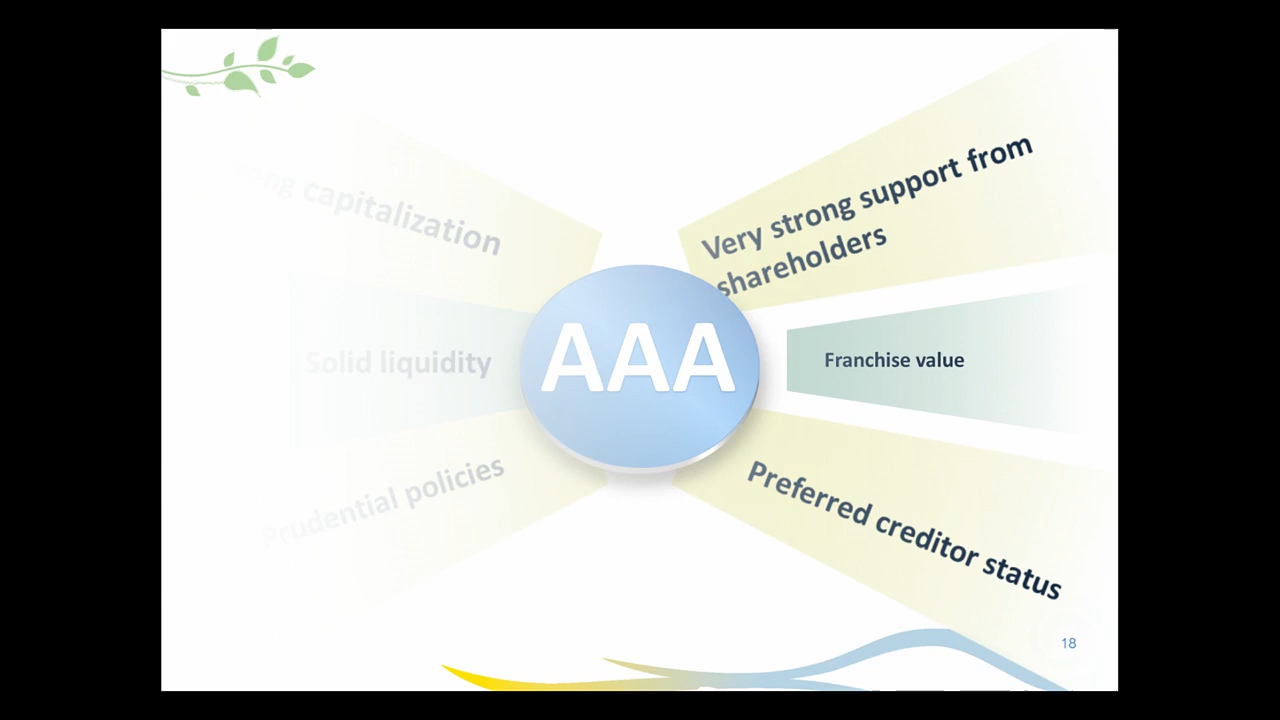 capitalization
Very strong support from
shareholders
Solid liquidity
AAA
Franchise value
Prudential policies
Preferred creditor status
18